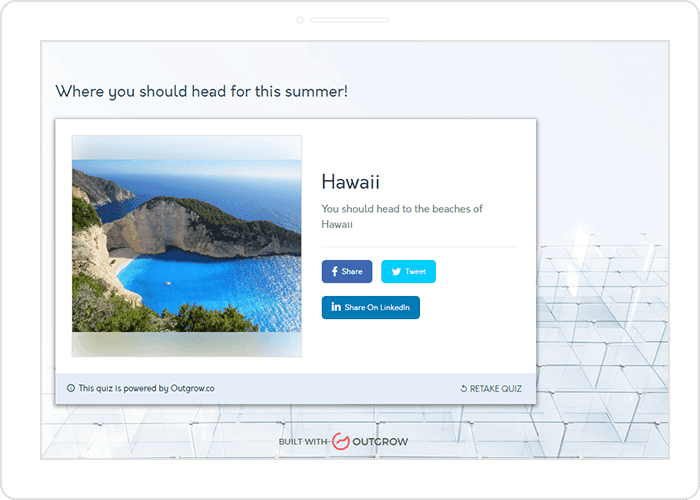 Where you should head for this summer!
Hawaii
You should head to the beaches of
Hawaii
Share
Tweet
Share On LinkedIn
This quiz is powered by Outgrow.co
RETAKE QUIZ
BUILT WITH OUTGROW